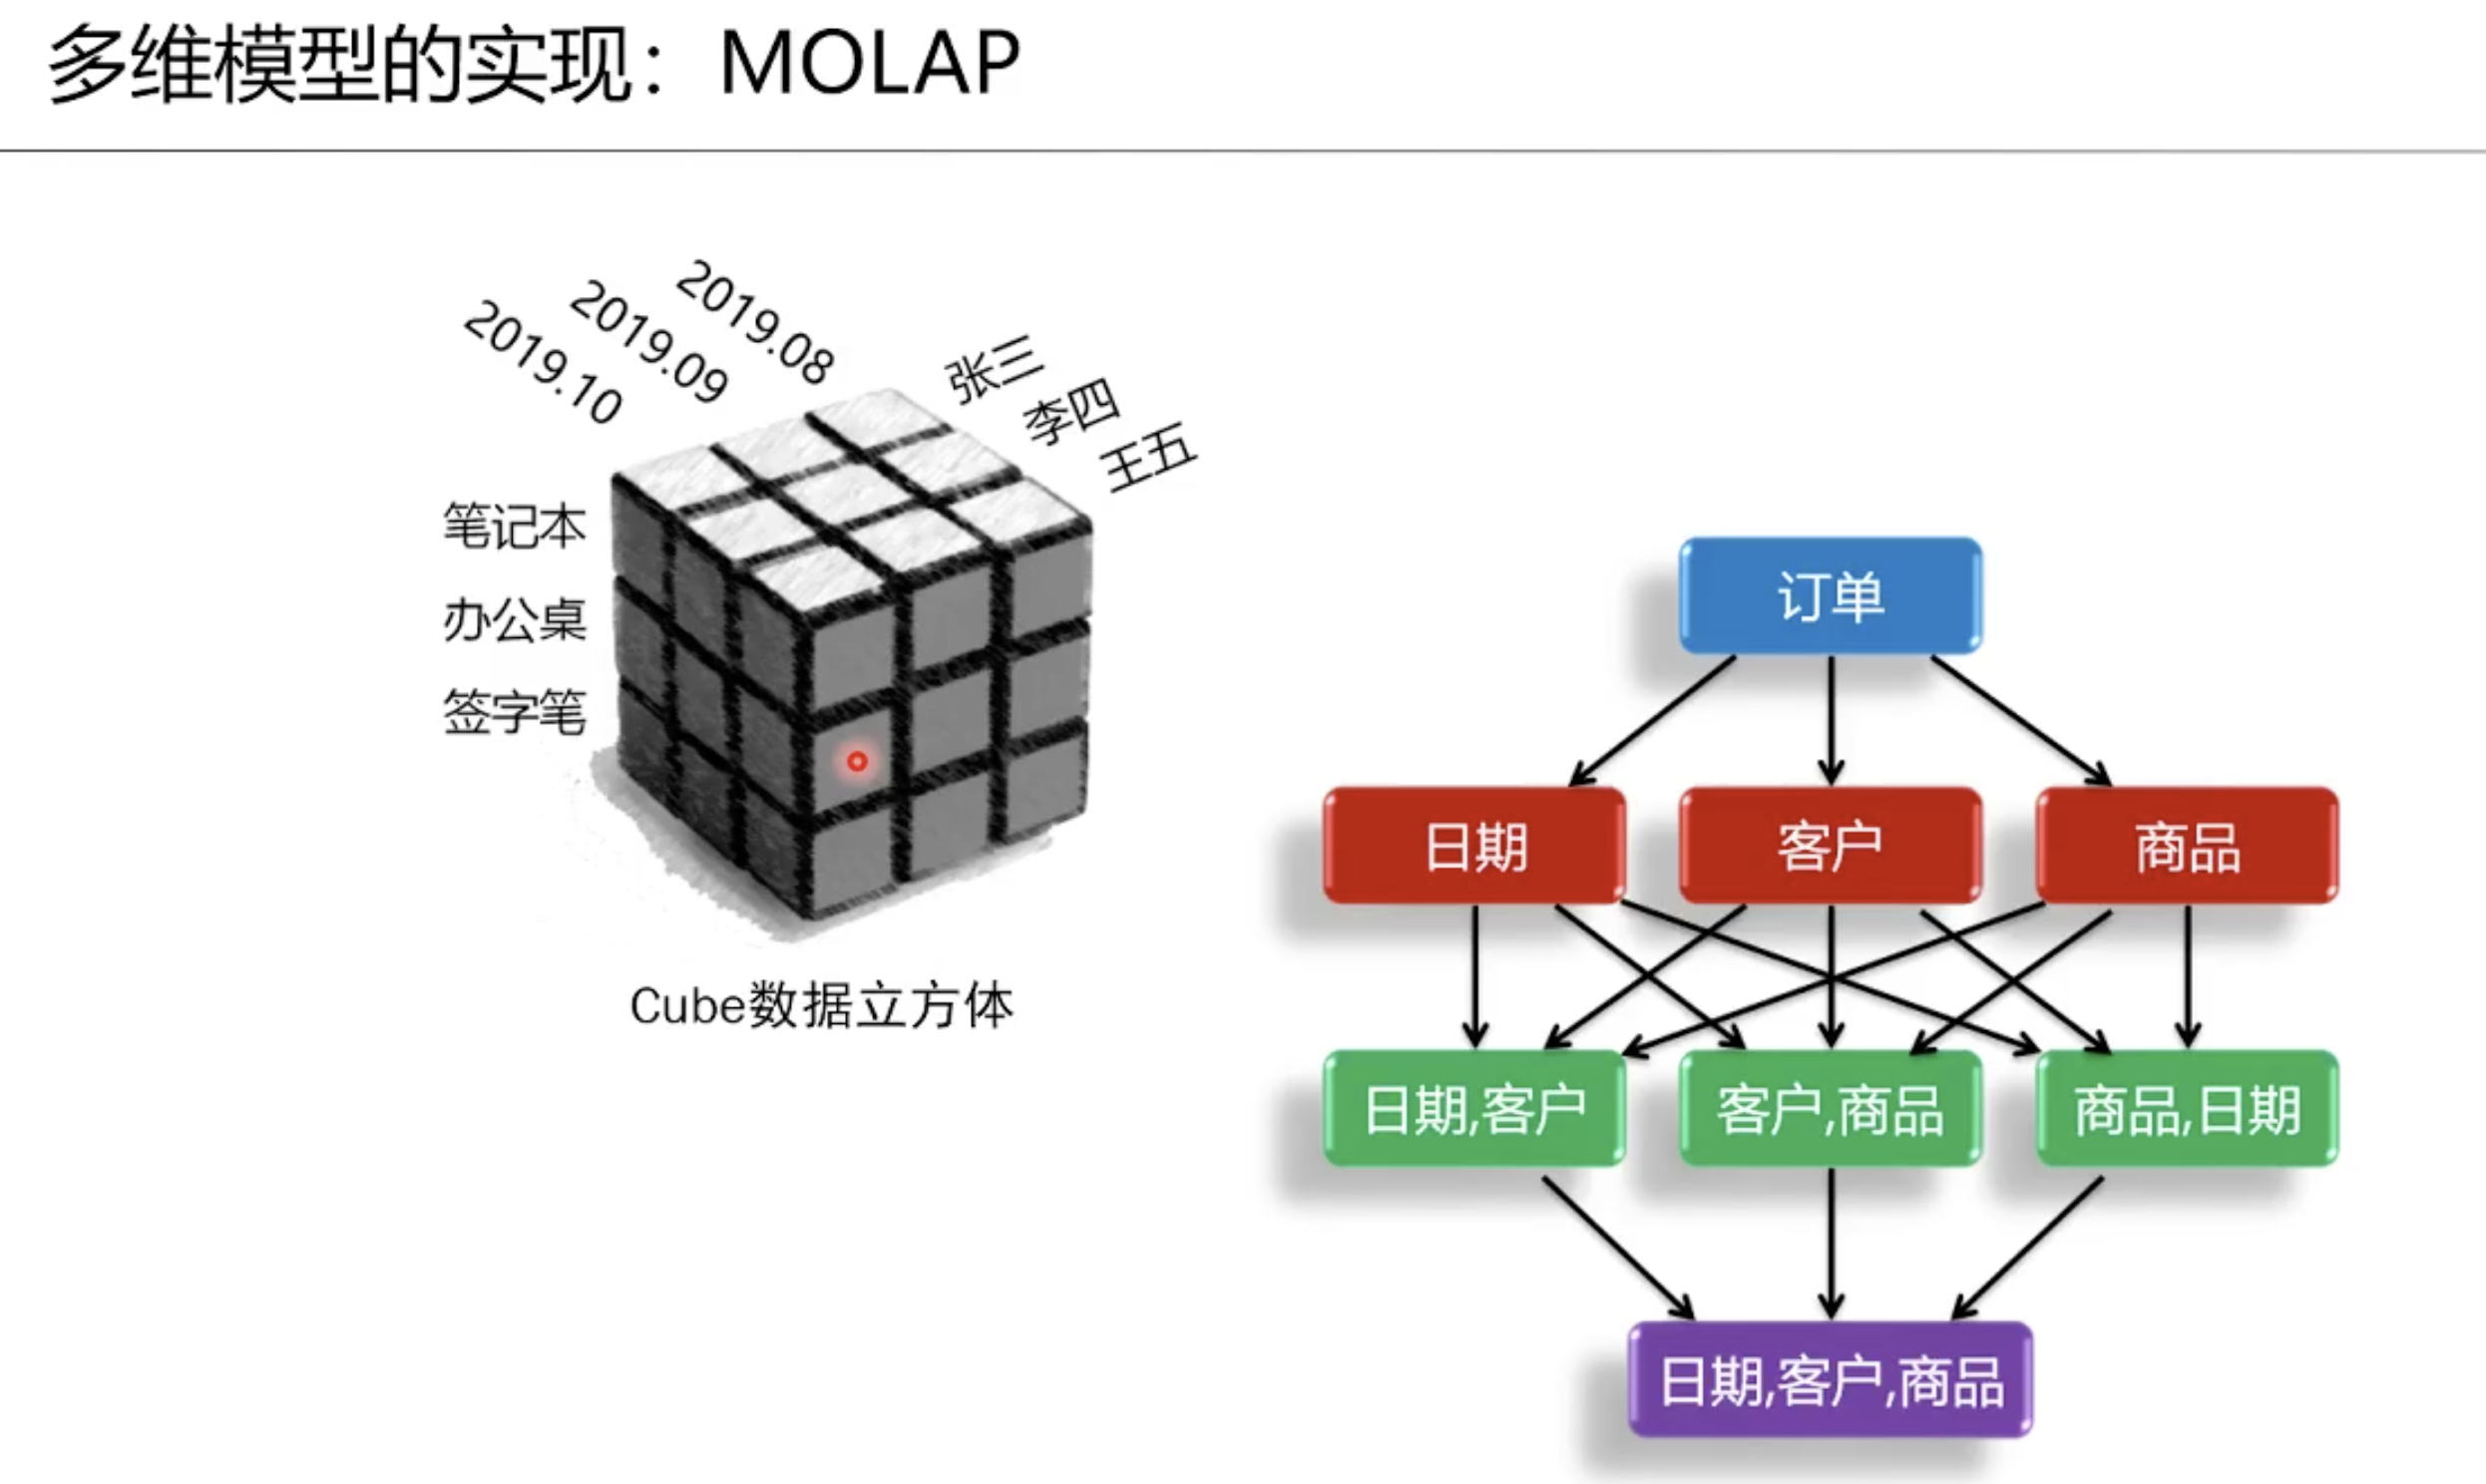 多维模型的实现：MOLAP
2019.10
2019.09
2019.08
张三
李四
王五
笔记本
办公桌
签字笔
Cube数据立方体
订单
日期
客户
商品
日期,客户
客户,商品
商品,日期
日期,客户,商品